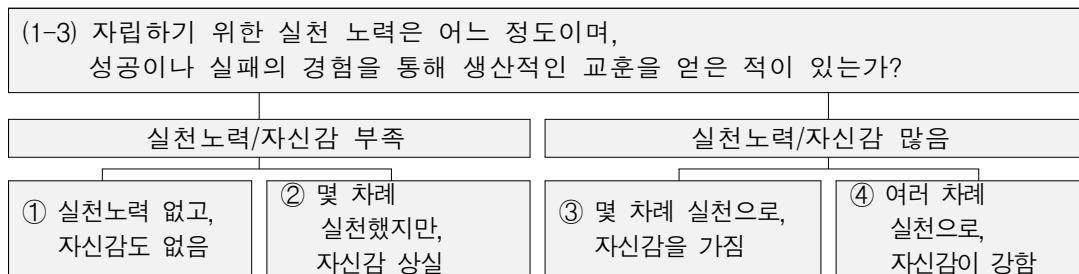 (1-3) 자립하기 위한 실천 노력은 어느 정도이며,
성공이나 실패의 경험을 통해 생산적인 교훈을 얻은 적이 있는가?
실천노력/자신감 부족
실천노력/자신감 많음
① 실천노력 없고,
자신감도 없음
② 몇 차례
실천했지만,
자신감 상실
③ 몇 차례 실천으로,
자신감을 가짐
④ 여러 차례
실천으로,
자신감이 강함